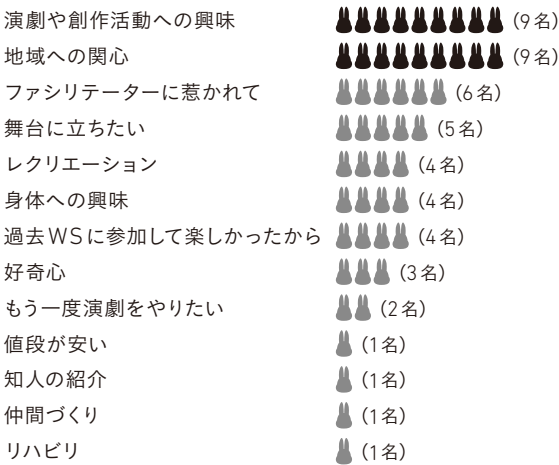 演劇や創作活動への興味 (9名)
地域への関心 (9名)
ファシリテーターに惹かれて (6名)
舞台に立ちたい (5名)
レクリエーション (4名)
身体への興味 (4名)
過去WSに参加して楽しかったから (4名)
好奇心 (3名)
もう一度演劇をやりたい (2名)
値段が安い (1名)
知人の紹介 (1名)
仲間づくり (1名)
リハビリ (1名)